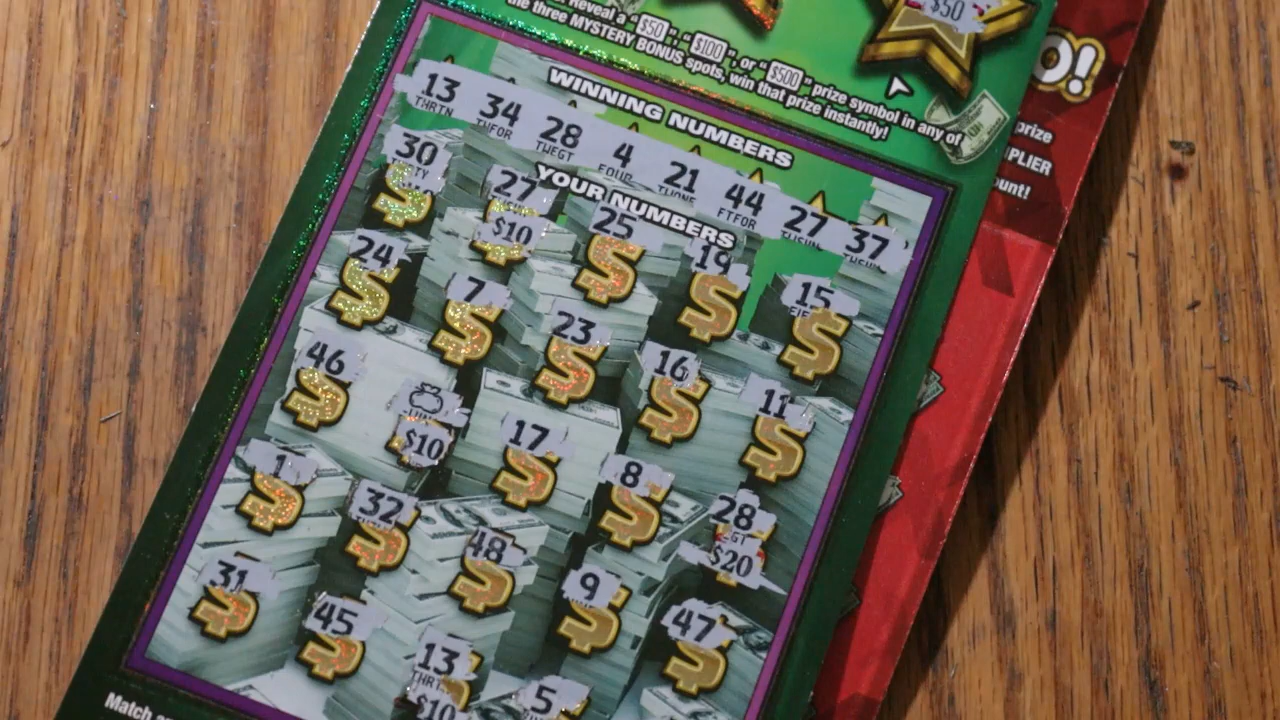 $50
Reveal a "$50", "$100", or "$500" prize symbol in any of
the three MYSTERY BONUS spots, win that prize instantly!
O!
prize
PLIER
unt!
WINNING NUMBERS
13 34 28 4 21 44 27 37
THRTN THFOR TWEGT FOUR TWONE FTFOR
YOUR NUMBERS
30 27 25 19 15
$10
24 7 23 16 11
46 17 8 28
$10 $20
1 32 48 9 47
31 45 13 5
$10
Match